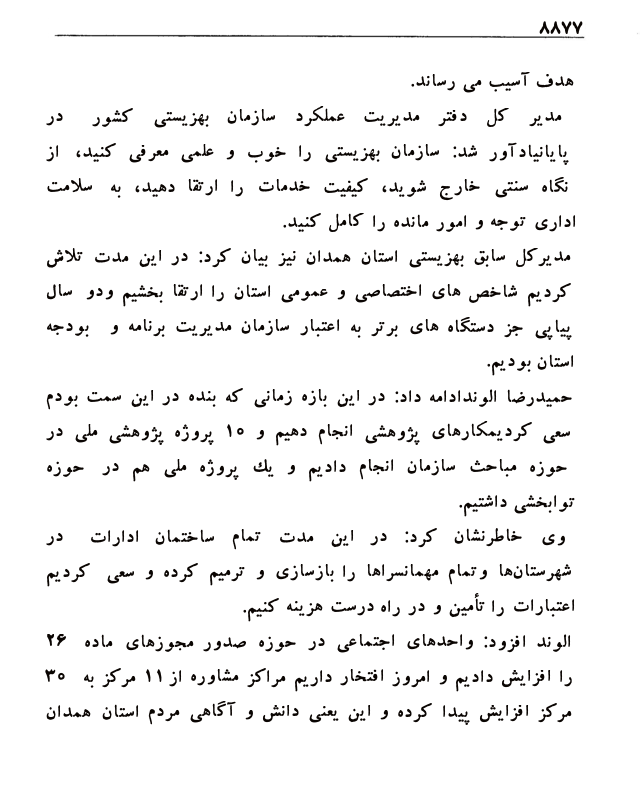 ۸۸۷۷
هدف آسیب می رساند.
مدیر کل دفتر مدیریت عملکرد سازمان بهزیستی کشور در
پایانیادآور شد: سازمان بهزیستی را خوب و علمی معرفی کنید، از
نگاه سنتی خارج شوید، کیفیت خدمات را ارتقا دهید، به سلامت
اداری توجه و امور مانده را کامل کنید.
مدیرکل سابق بهزیستی استان همدان نیز بیان کرد: در این مدت تلاش
کردیم شاخص های اختصاصی و عمومی استان را ارتقا بخشیم ودو سال
پیاپی جز دستگاه های برتر به اعتبار سازمان مدیریت برنامه و بودجه
استان بودیم.
حمیدرضا الوندادامه داد: در این بازه زمانی که بنده در این سمت بودم
سعی کردیمکارهای پژوهشی انجام دهیم و ۱۰ پروژه پژوهشی ملی در
حوزه مباحث سازمان انجام دادیم و یك پروژه ملی هم در حوزه
توابخشی داشتیم.
وی خاطرنشان کرد: در این مدت تمام ساختمان ادارات در
شهرستان‌ها وتمام مهمانسراها را بازسازی و ترمیم کرده و سعی کردیم
اعتبارات را تأمین و در راه درست هزینه کنیم.
الوند افزود: واحدهای اجتماعی در حوزه صدور مجوزهای ماده ۲۶
را افزایش دادیم و امروز افتخار داریم مراکز مشاوره از ۱۱ مرکز به ۳۰
مرکز افزایش پیدا کرده و این یعنی دانش و آگاهی مردم استان همدان